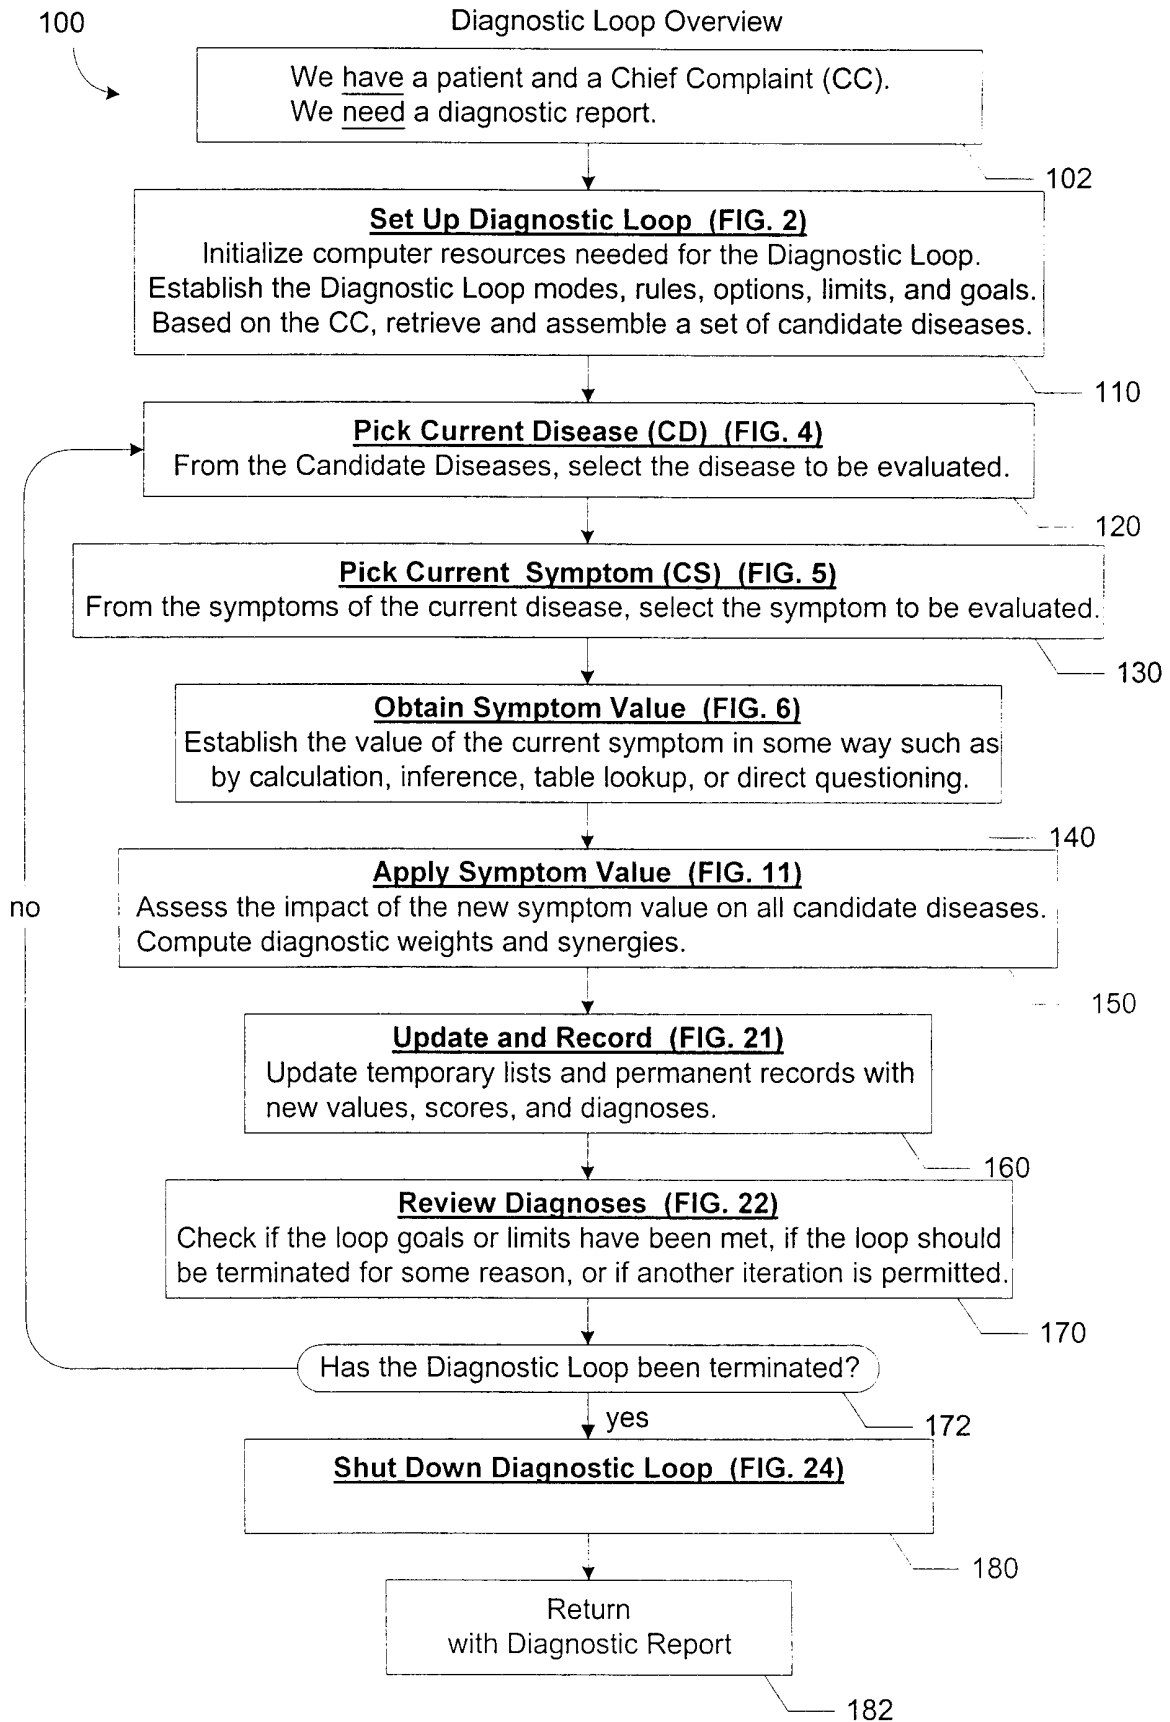 100
Diagnostic Loop Overview
We have a patient and a Chief Complaint (CC).
We need a diagnostic report.
102
Set Up Diagnostic Loop (FIG. 2)
Initialize computer resources needed for the Diagnostic Loop.
Establish the Diagnostic Loop modes, rules, options, limits, and goals.
Based on the CC, retrieve and assemble a set of candidate diseases.
110
Pick Current Disease (CD) (FIG. 4)
From the Candidate Diseases, select the disease to be evaluated.
120
Pick Current Symptom (CS) (FIG. 5)
From the symptoms of the current disease, select the symptom to be evaluated.
130
Obtain Symptom Value (FIG. 6)
Establish the value of the current symptom in some way such as
by calculation, inference, table lookup, or direct questioning.
140
Apply Symptom Value (FIG. 11)
Assess the impact of the new symptom value on all candidate diseases.
Compute diagnostic weights and synergies.
150
no
Update and Record (FIG. 21)
Update temporary lists and permanent records with
new values, scores, and diagnoses.
160
Review Diagnoses (FIG. 22)
Check if the loop goals or limits have been met, if the loop should
be terminated for some reason, or if another iteration is permitted.
170
Has the Diagnostic Loop been terminated?
172
yes
Shut Down Diagnostic Loop (FIG. 24)
180
Return
with Diagnostic Report
182